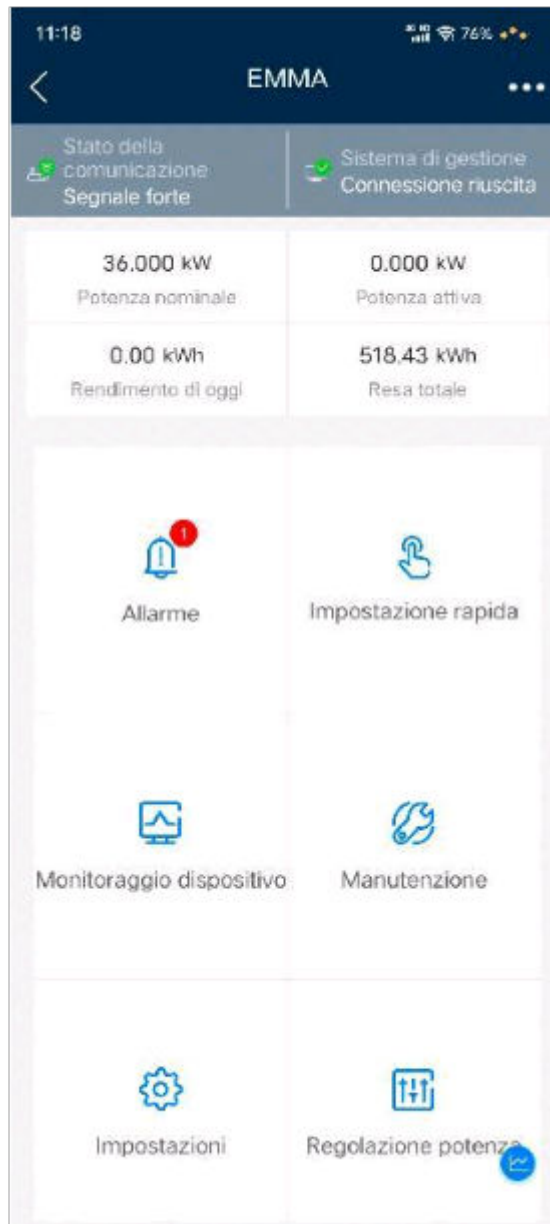 11:18
76%
EMMA
Stato della
comunicazione
Segnale forte
Sistema di gestione
Connessione riuscita
36.000 kW
Potenza nominale
0.000 kW
Potenza attiva
0.00 kWh
Rendimento di oggi
518.43 kWh
Resa totale
1
Allarme
Impostazione rapida
Monitoraggio dispositivo
Manutenzione
Impostazioni
Regolazione potenza